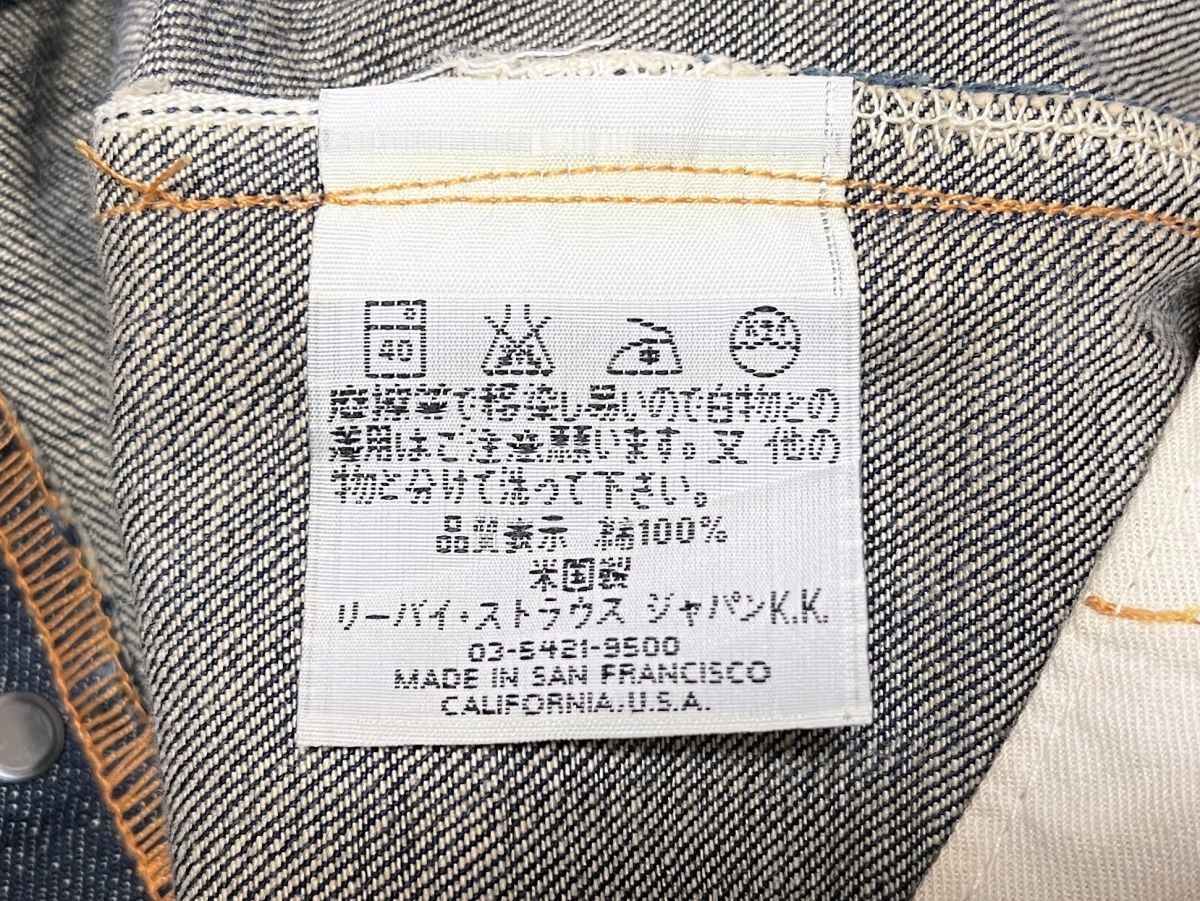 40
摩擦等で移染し易いので白物との
着用はご注意願います。又 他の
物と分けて洗って下さい。
品質表示 綿100%
米国製
リーバイ・ストラウス ジャパンK.K.
03-5421-9500
MADE IN SAN FRANCISCO
CALIFORNIA.U.S.A.